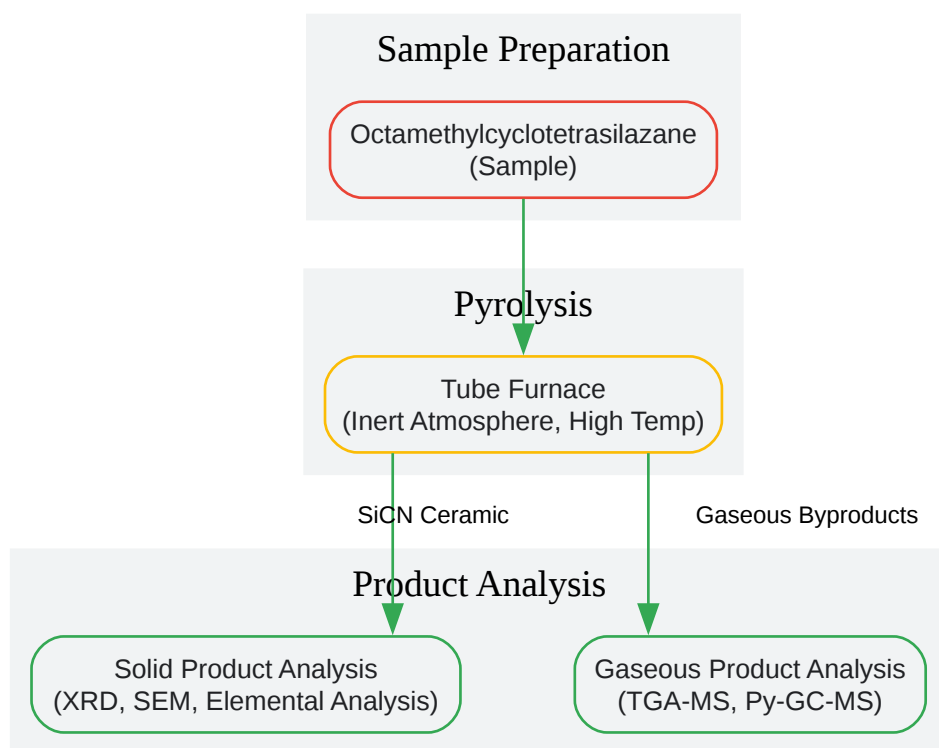 Sample Preparation
Octamethylcyclotetrasilazane
(Sample)
Pyrolysis
Tube Furnace
(Inert Atmosphere, High Temp)
SiCN Ceramic
Gaseous Byproducts
Product Analysis
Solid Product Analysis
(XRD, SEM, Elemental Analysis)
Gaseous Product Analysis
(TGA-MS, Py-GC-MS)